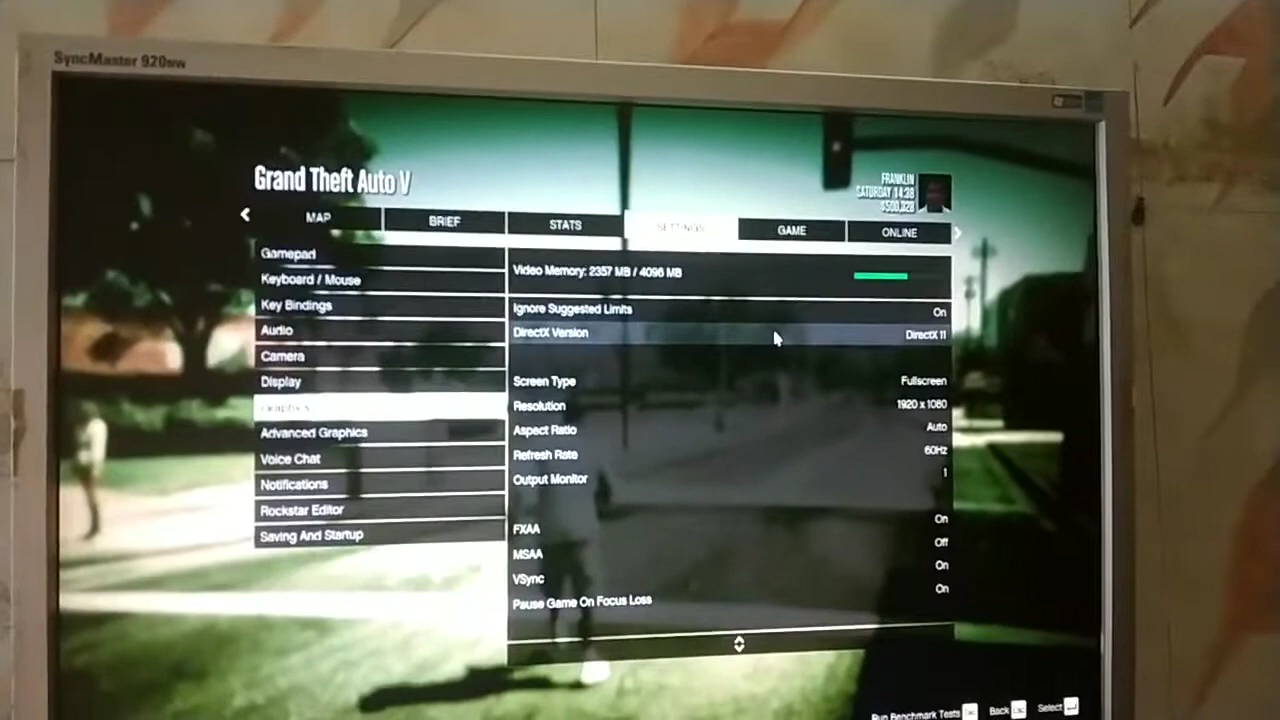 SyncMaster 920NW
Grand Theft Auto V
FRANKLIN
SATURDAY 14:38
MAP
BRIEF
STATS
SETTINGS
GAME
ONLINE
Gamepad
Keyboard / Mouse
Key Bindings
Audio
Camera
Display
Graphics
Advanced Graphics
Voice Chat
Notifications
Rockstar Editor
Saving And Startup
Video Memory: 2357 MB / 4096 MB
Ignore Suggested Limits On
DirectX Version DirectX 11
Screen Type Fullscreen
Resolution 1920 x 1080
Aspect Ratio Auto
Refresh Rate 60Hz
Output Monitor 1
FXAA On
MSAA Off
VSync On
Pause Game On Focus Loss On
Run Benchmark Tests Back Select